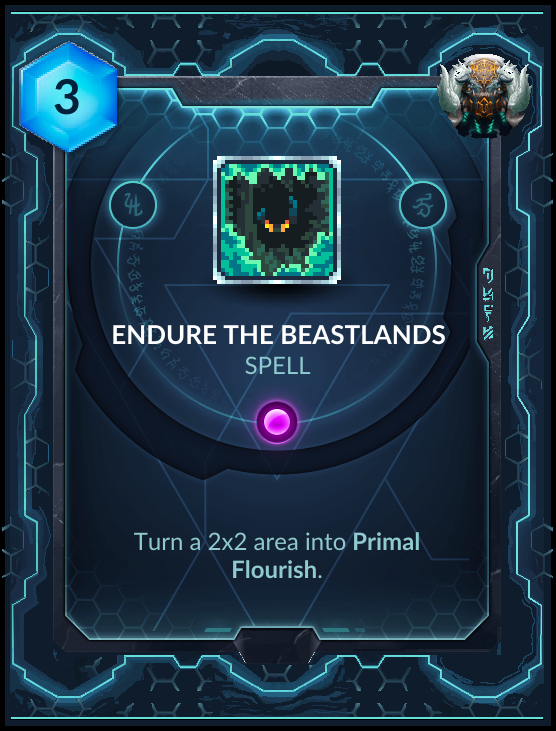 3
ENDURE THE BEASTLANDS
SPELL
Turn a 2x2 area into Primal
Flourish.